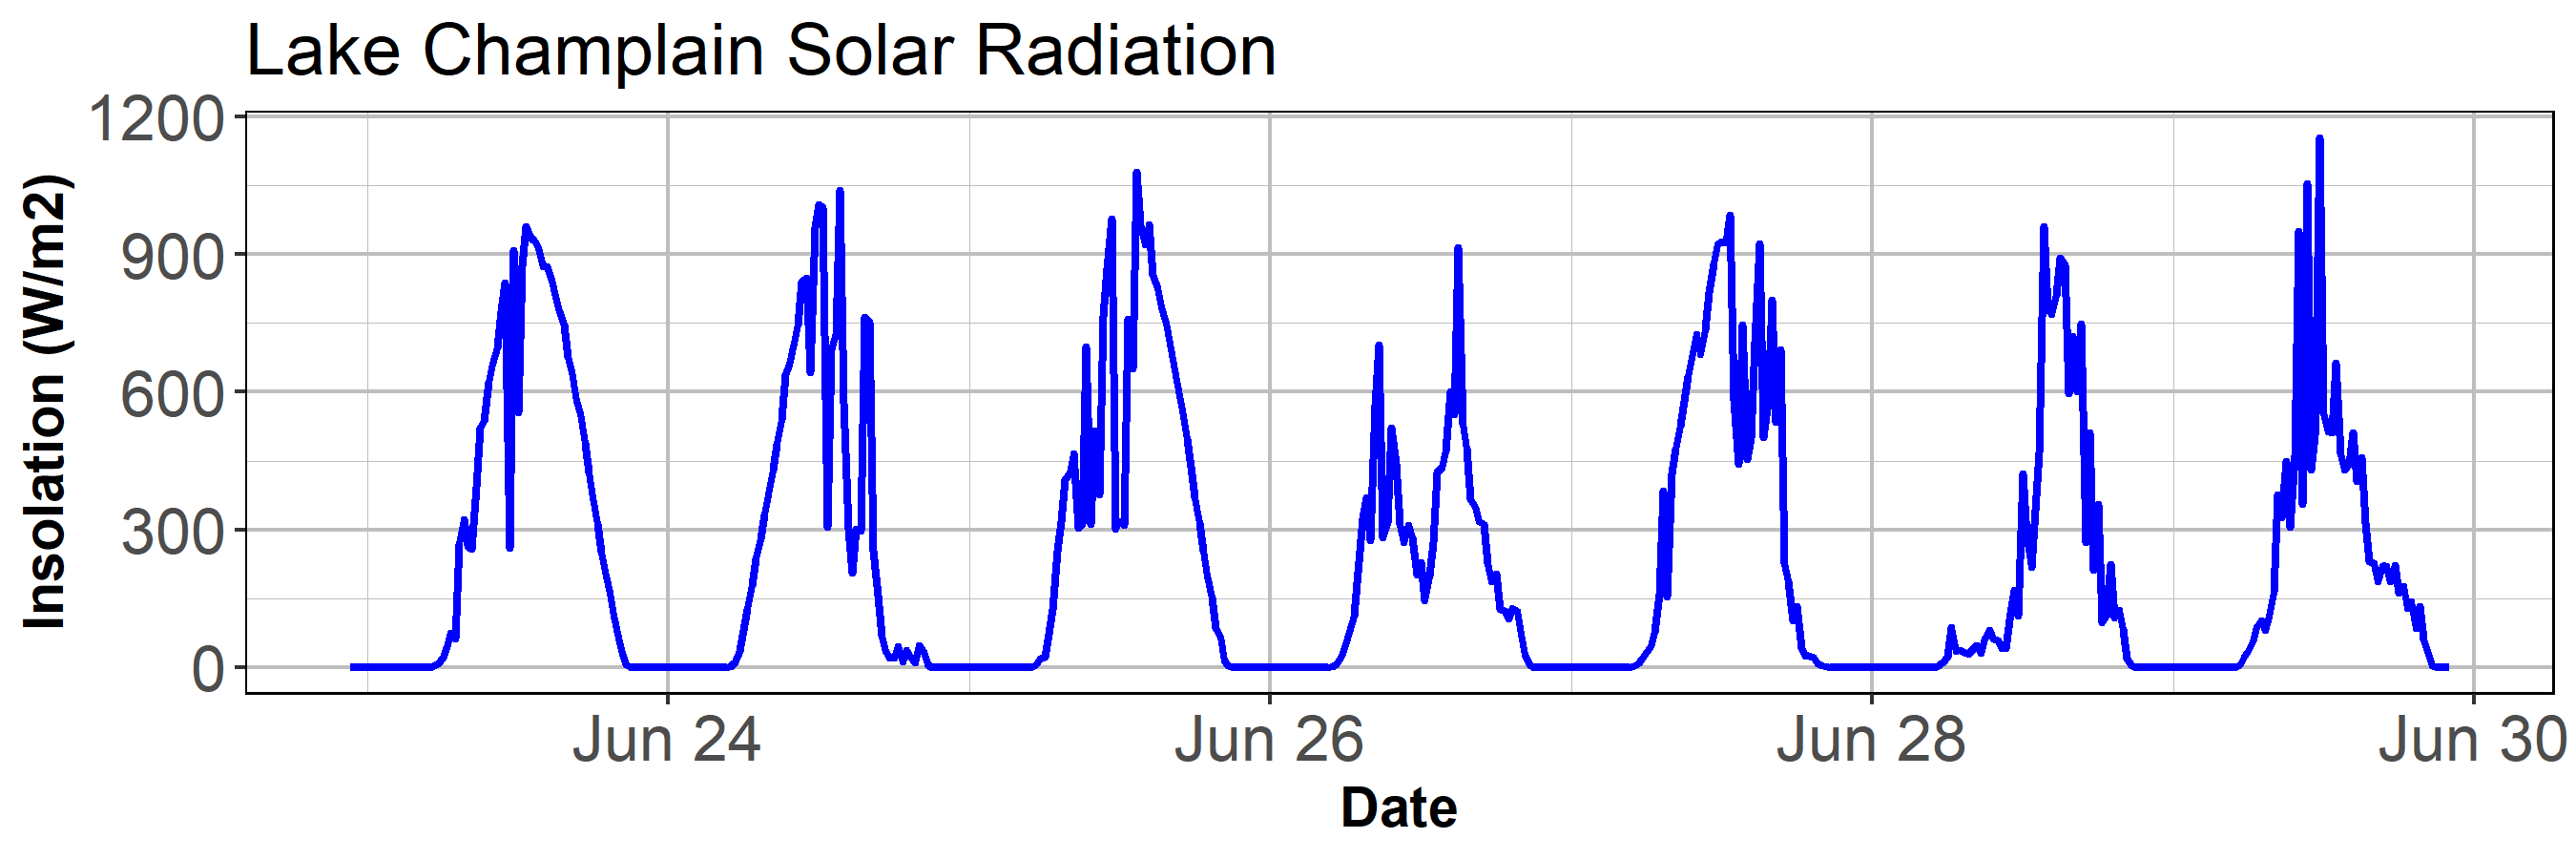 Lake Champlain Solar Radiation
1200
900
600
300
0
Insolation (W/m2)
Jun 24
Jun 26
Jun 28
Jun 30
Date